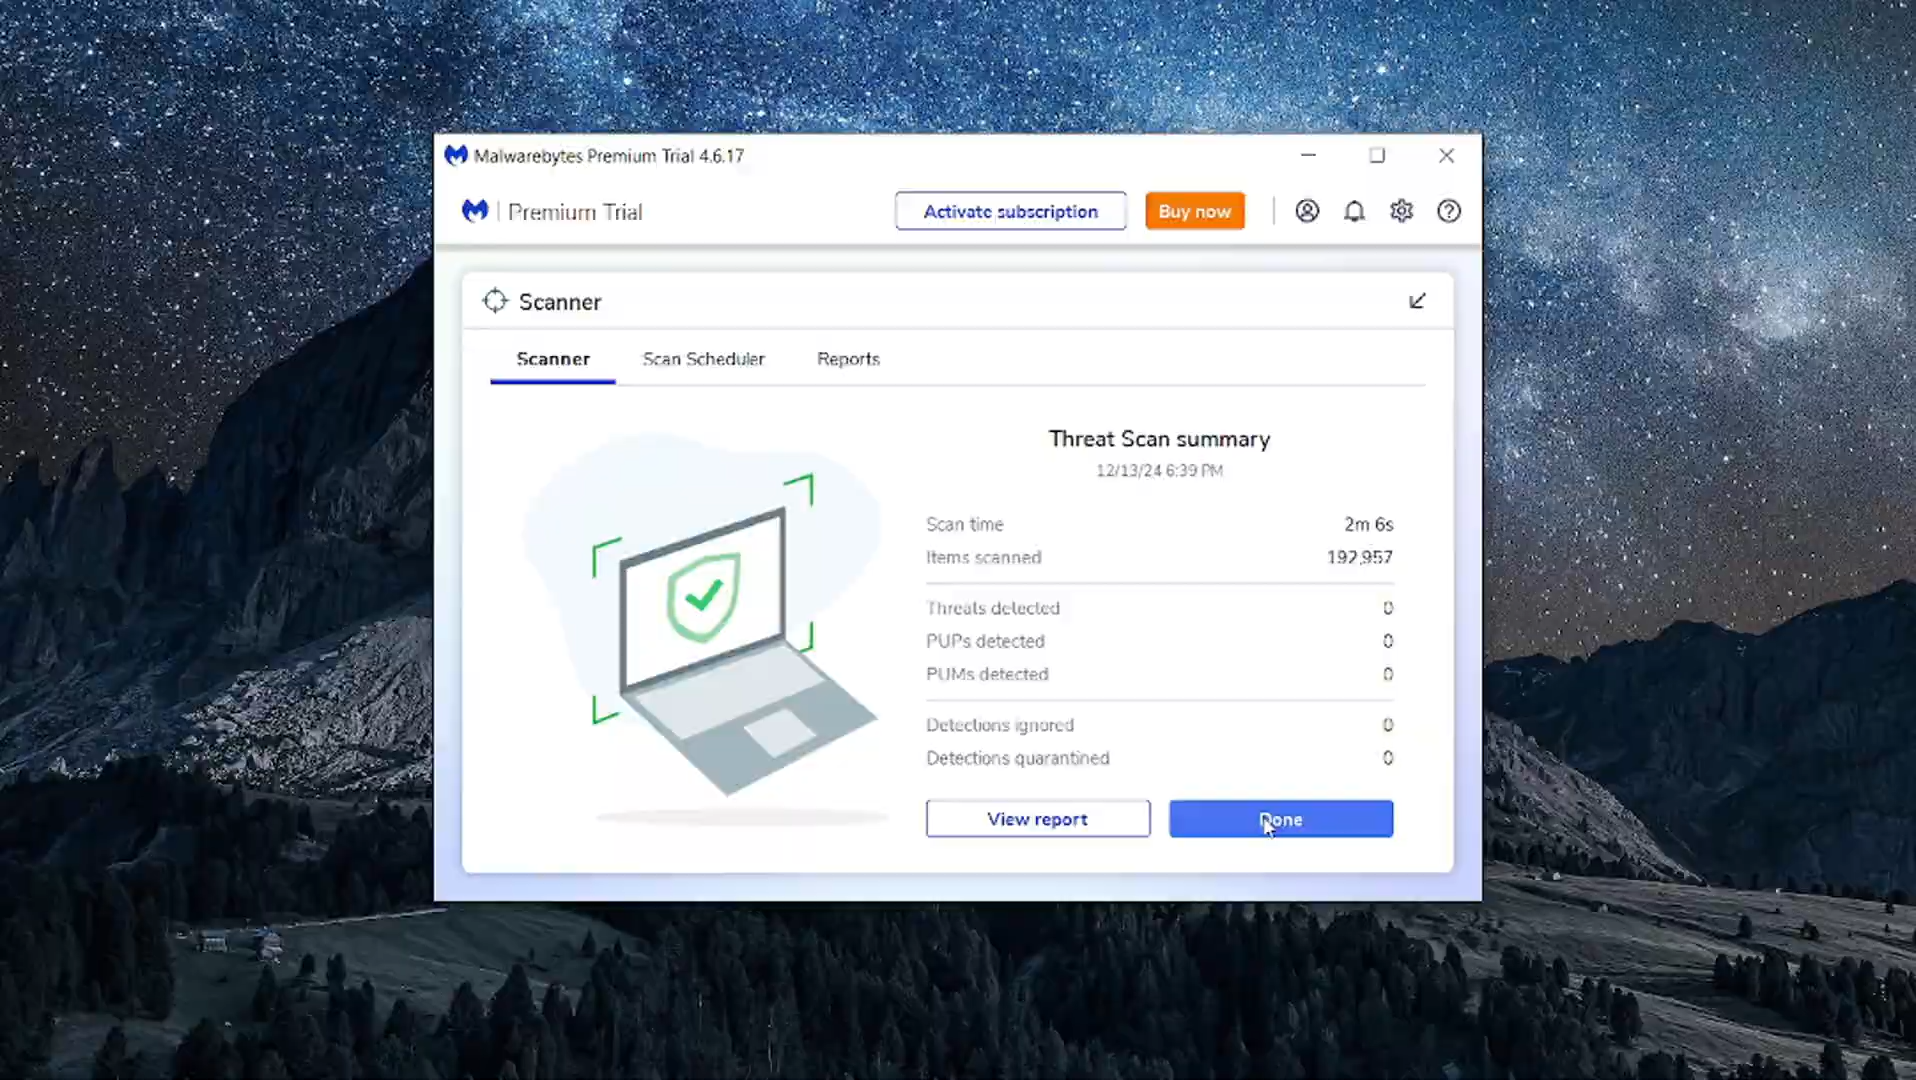 Malwarebytes Premium Trial 4.6.17
Premium Trial
Activate subscription
Buy now
Scanner
Scanner
Scan Scheduler
Reports
Threat Scan summary
12/13/24 6:39 PM
Scan time 2m 6s
Items scanned 192,957
Threats detected 0
PUPs detected 0
PUMs detected 0
Detections ignored 0
Detections quarantined 0
View report
Done